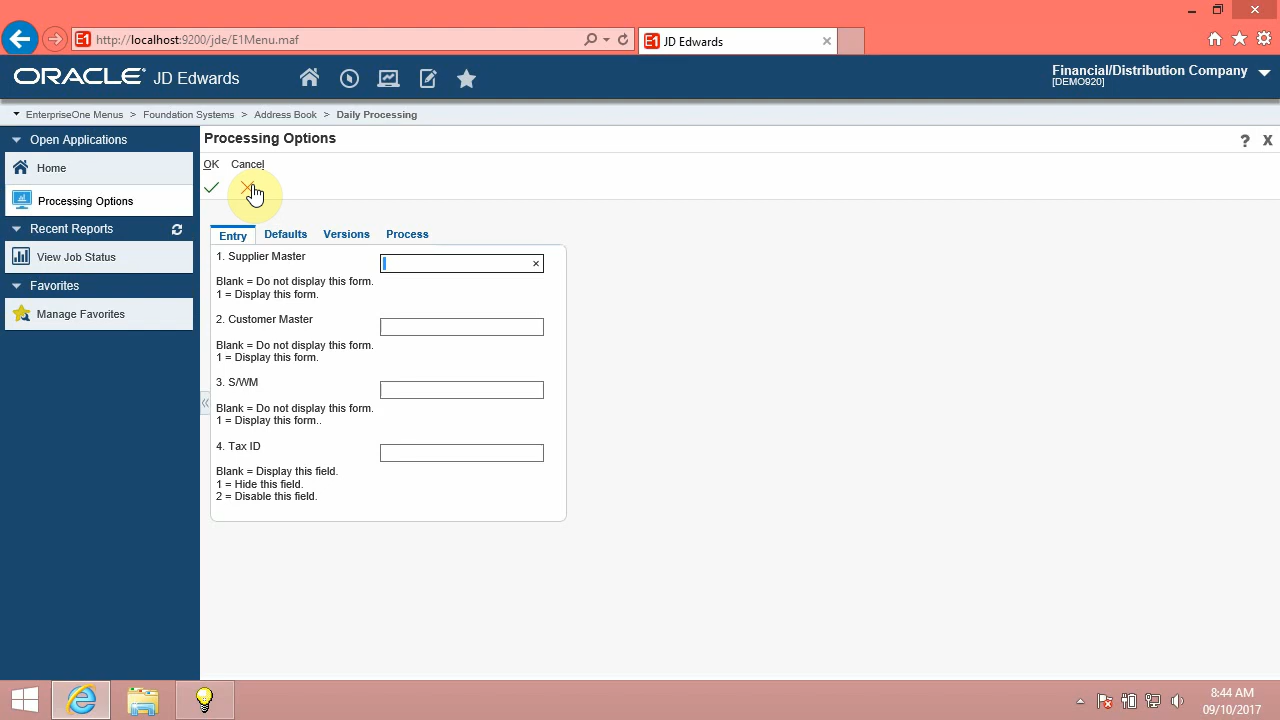 http://localhost:9200/jde/E1Menu.maf
E1 JD Edwards
ORACLE JD Edwards
Financial/Distribution Company
[DEMO920]
EnterpriseOne Menus > Foundation Systems > Address Book > Daily Processing
Open Applications
Home
Processing Options
Recent Reports
View Job Status
Favorites
Manage Favorites
Processing Options
OK Cancel
Entry Defaults Versions Process
1. Supplier Master
Blank = Do not display this form.
1 = Display this form.
2. Customer Master
Blank = Do not display this form.
1 = Display this form.
3. S/WM
Blank = Do not display this form.
1 = Display this form..
4. Tax ID
Blank = Display this field.
1 = Hide this field.
2 = Disable this field.
8:44 AM
09/10/2017